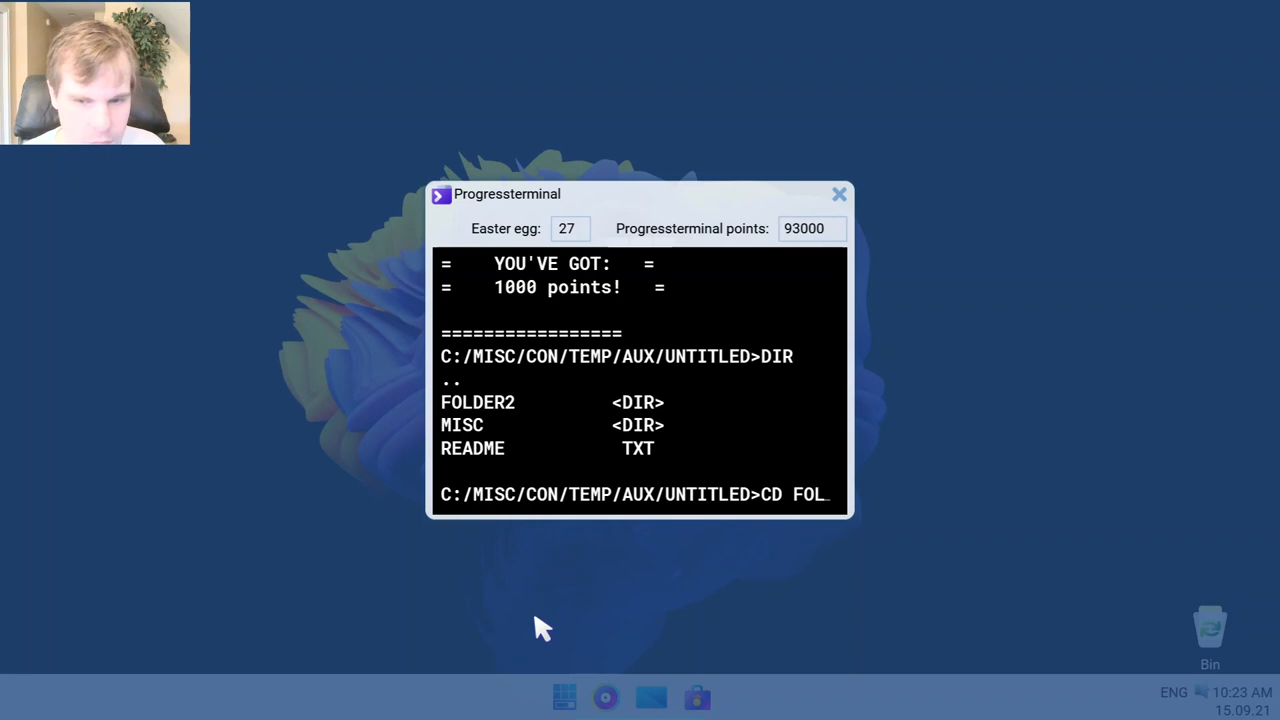 Progressterminal
Easter egg: 27 Progressterminal points: 93000
= YOU'VE GOT: =
= 1000 points! =
=================
C:/MISC/CON/TEMP/AUX/UNTITLED>DIR
..
FOLDER2 <DIR>
MISC <DIR>
README TXT
C:/MISC/CON/TEMP/AUX/UNTITLED>CD FOL_
Bin
ENG 10:23 AM
15.09.21